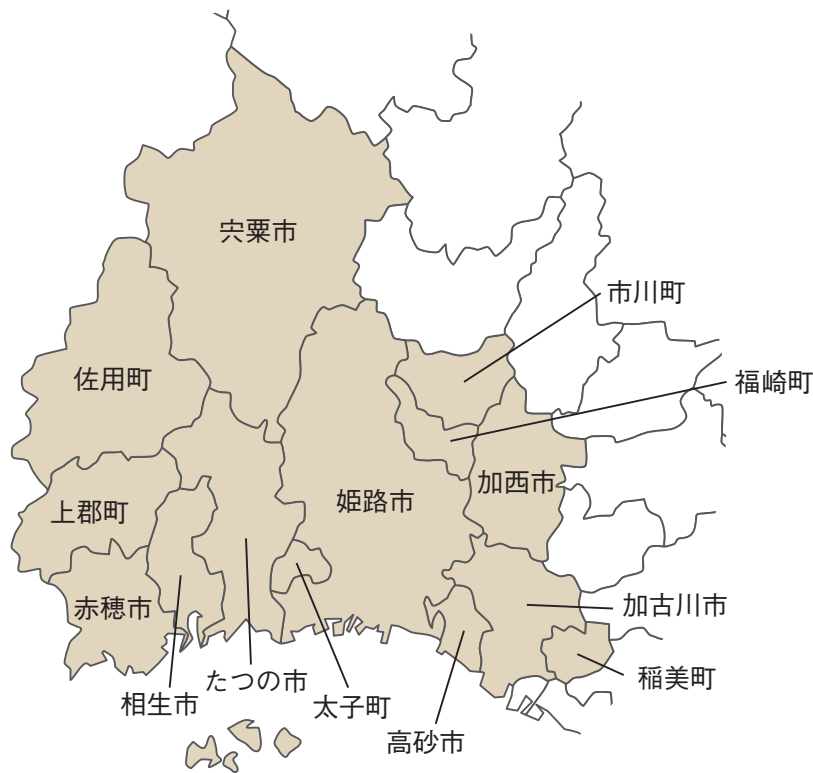 宍粟市
市川町
佐用町
福崎町
加西市
姫路市
上郡町
赤穂市
加古川市
稲美町
たつの市
相生市
太子町
高砂市